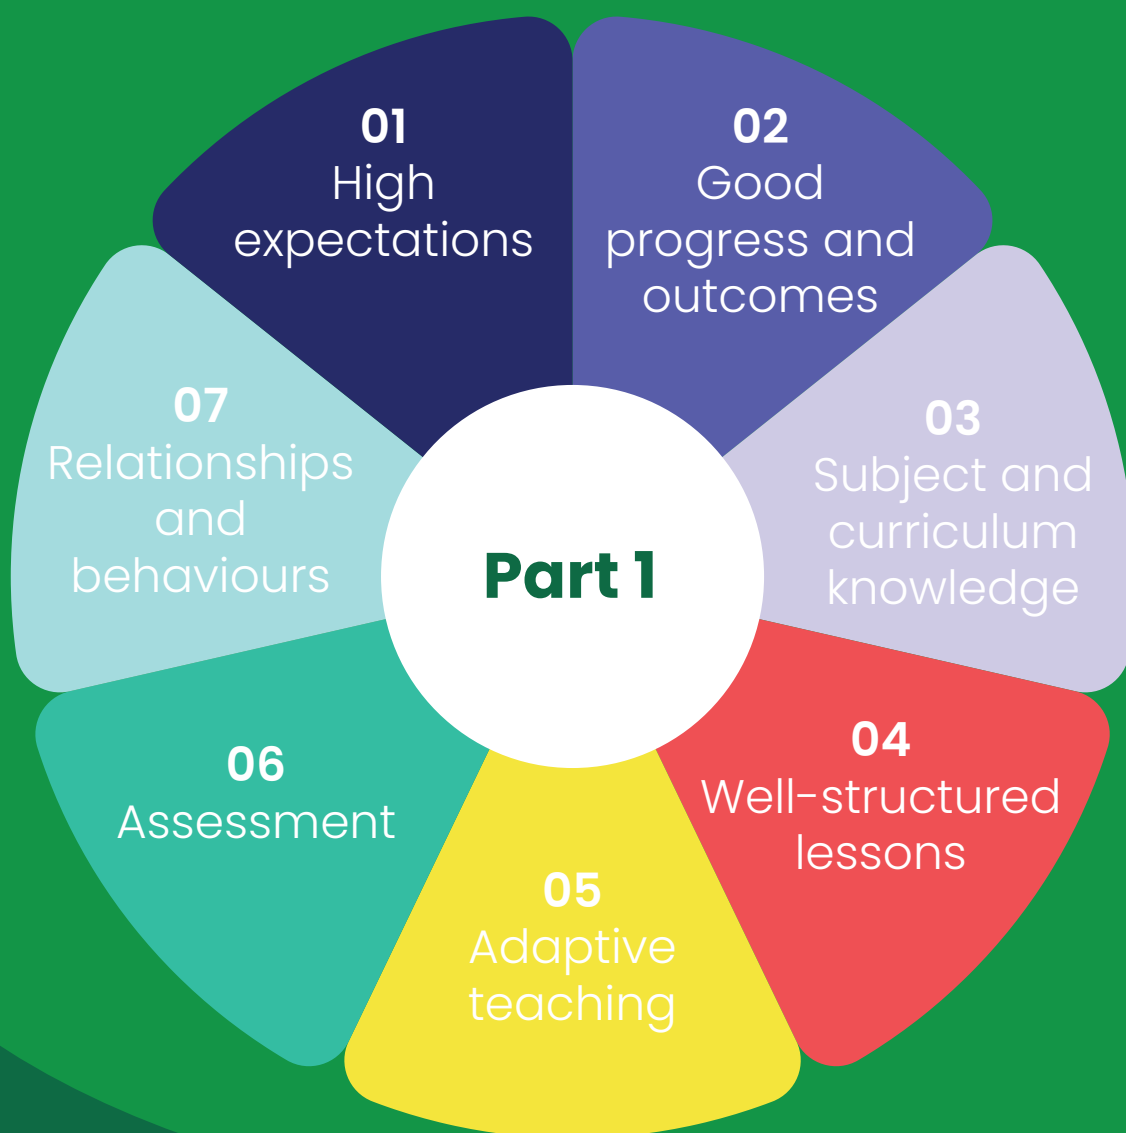 01
High
expectations
02
Good
progress and
outcomes
03
Subject and
curriculum
knowledge
04
Well-structured
lessons
05
Adaptive
teaching
06
Assessment
07
Relationships
and
behaviours
Part 1